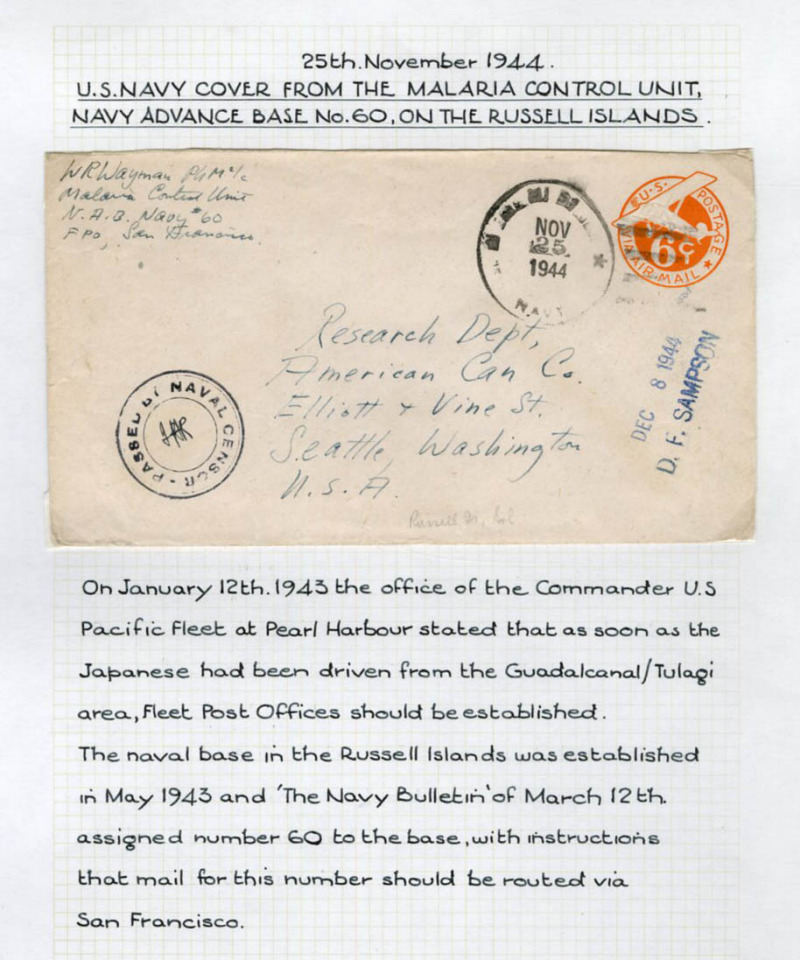 25th. November 1944.
U.S. NAVY COVER FROM THE MALARIA CONTROL UNIT,
NAVY ADVANCE BASE No. 60, ON THE RUSSELL ISLANDS.
WR Wayman PhM 1/c
Malaria Control Unit
N.A.B. Navy #60
FPO, San Francisco.
NOV
25
1944
NAVY
U.S. POSTAGE
6¢
VIA AIR MAIL
Research Dept,
American Can Co.
Elliott + Vine St.
Seattle, Washington
U.S.A.
PASSED BY NAVAL CENSOR
DEC 8 1944
D. F. SAMPSON
On January 12th. 1943 the office of the Commander U.S
Pacific Fleet at Pearl Harbour stated that as soon as the
Japanese had been driven from the Guadalcanal/Tulagi
area, Fleet Post Offices should be established.
The naval base in the Russell Islands was established
in May 1943 and 'The Navy Bulletin' of March 12th.
assigned number 60 to the base, with instructions
that mail for this number should be routed via
San Francisco.